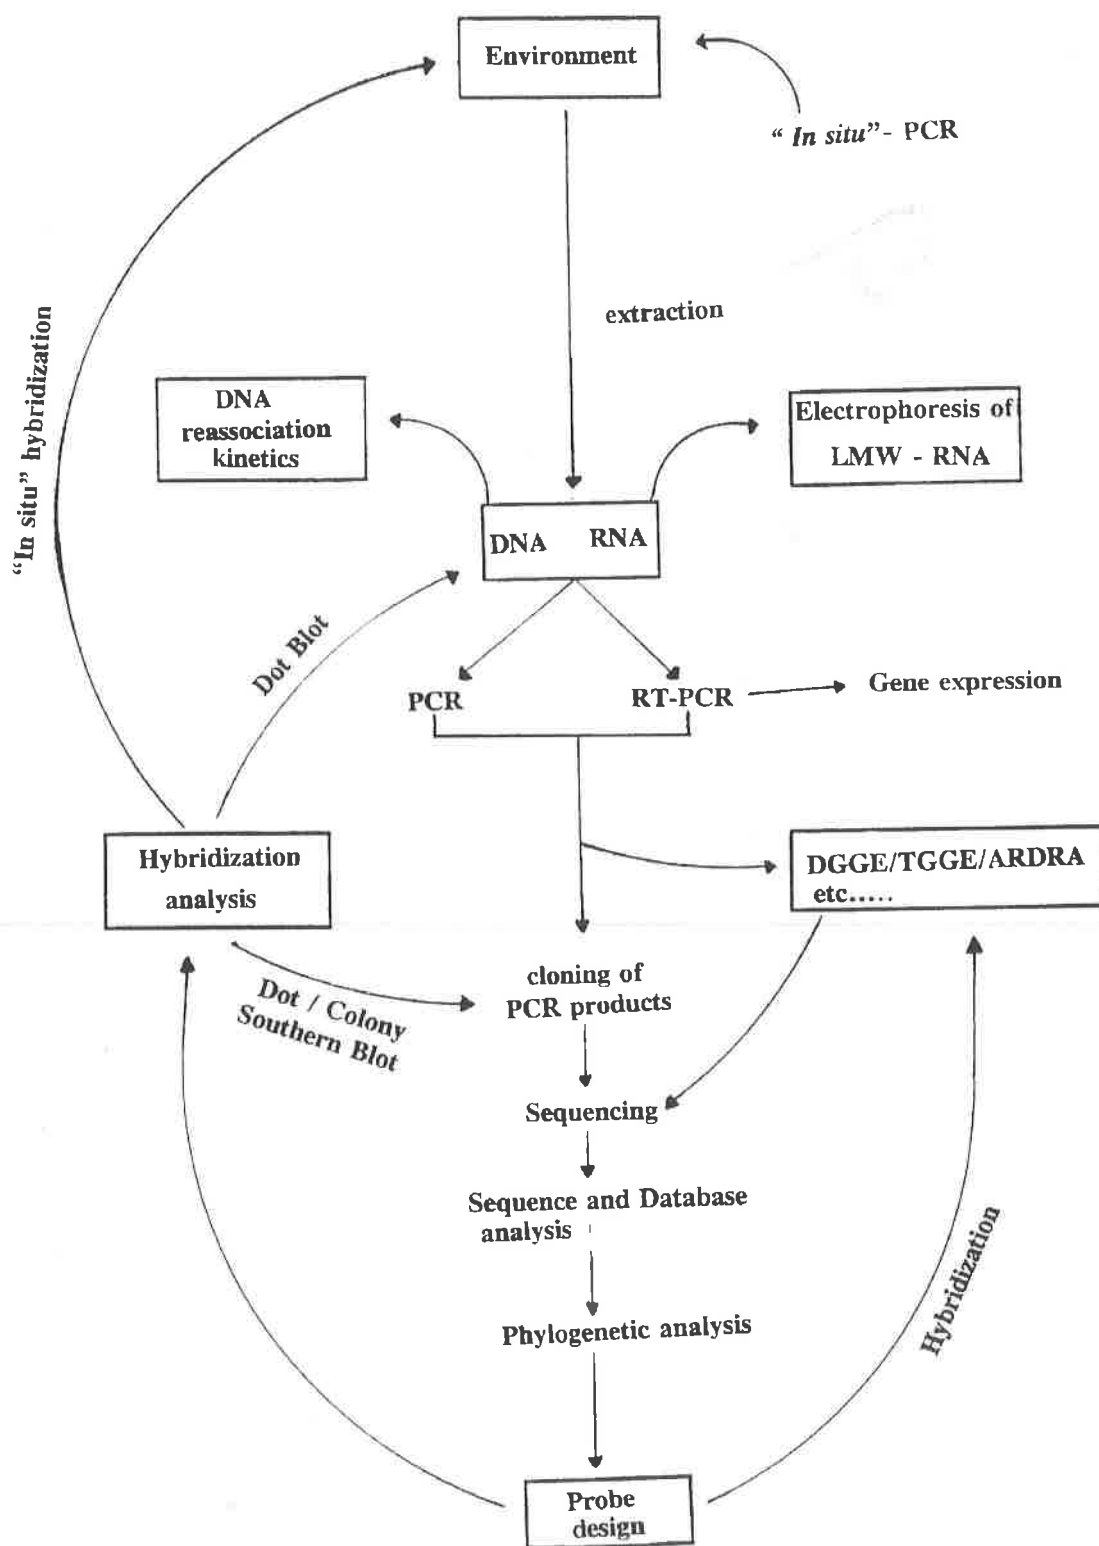 Environment
“ In situ”- PCR
extraction
"In situ" hybridization
DNA
reassociation
kinetics
Electrophoresis of
LMW - RNA
DNA RNA
Dot Blot
PCR
RT-PCR
Gene expression
Hybridization
analysis
DGGE/TGGE/ARDRA
etc.....
Dot / Colony
Southern Blot
cloning of
PCR products
Sequencing
Sequence and Database
analysis
Hybridization
Phylogenetic analysis
Probe
design